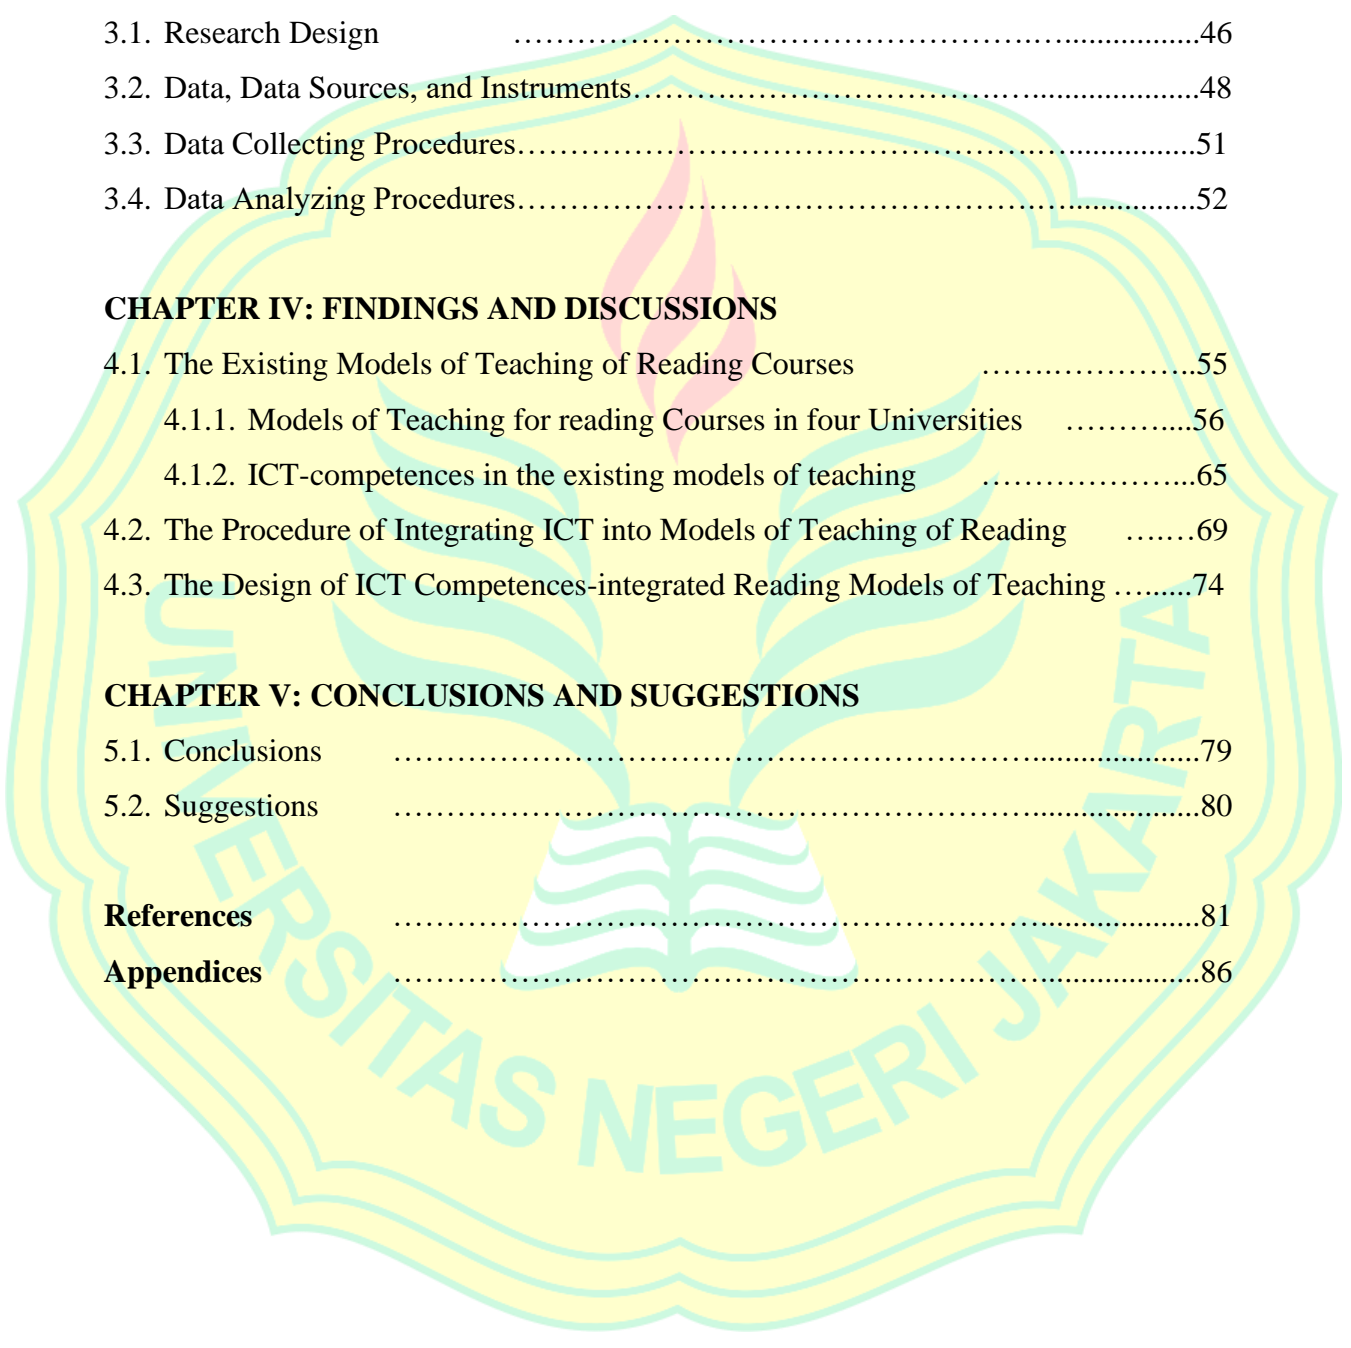 3.1. Research Design ……………………………………………………..................46
3.2. Data, Data Sources, and Instruments……….…………………………......................48
3.3. Data Collecting Procedures…………………………………………………...............51
3.4. Data Analyzing Procedures…………………………………………………...............52
CHAPTER IV: FINDINGS AND DISCUSSIONS
4.1. The Existing Models of Teaching of Reading Courses …….…………..55
4.1.1. Models of Teaching for reading Courses in four Universities ………....56
4.1.2. ICT-competences in the existing models of teaching ………………...65
4.2. The Procedure of Integrating ICT into Models of Teaching of Reading ….…69
4.3. The Design of ICT Competences-integrated Reading Models of Teaching ….......74
CHAPTER V: CONCLUSIONS AND SUGGESTIONS
5.1. Conclusions …………………………………………………………......................79
5.2. Suggestions …………………………………………………………......................80
References …………………………………………………….……......................81
Appendices …………………………………………………….……......................86
UNIVERSITAS NEGERI JAKARTA